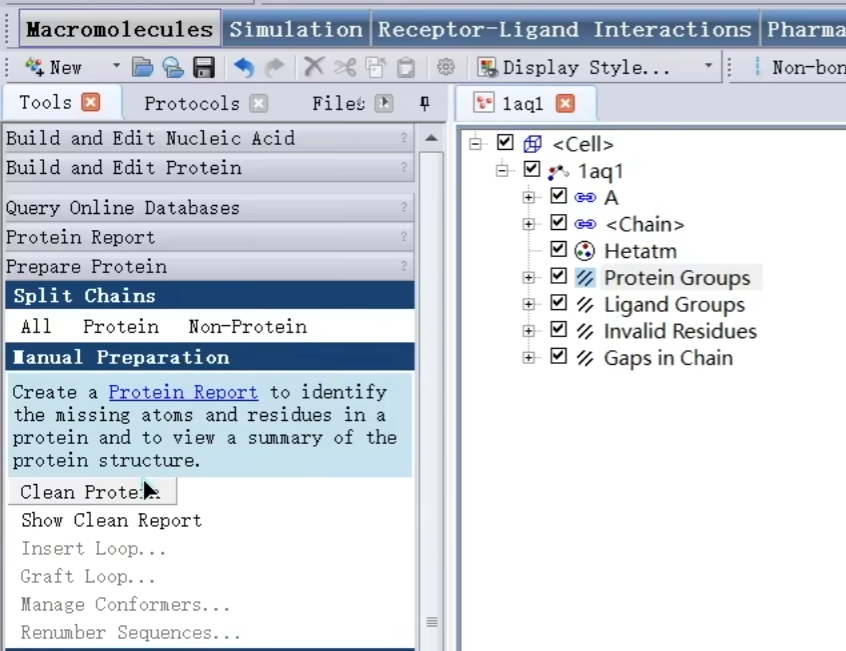 Macromolecules Simulation Receptor-Ligand Interactions Pharma
New Display Style... Non-bon
Tools Protocols Files 1aq1
Build and Edit Nucleic Acid ?
Build and Edit Protein ?
Query Online Databases ?
Protein Report ?
Prepare Protein ?
Split Chains
All Protein Non-Protein
Manual Preparation
Create a Protein Report to identify
the missing atoms and residues in a
protein and to view a summary of the
protein structure.
Clean Protein
Show Clean Report
Insert Loop...
Graft Loop...
Manage Conformers...
Renumber Sequences...
<Cell>
1aq1
A
<Chain>
Hetatm
Protein Groups
Ligand Groups
Invalid Residues
Gaps in Chain